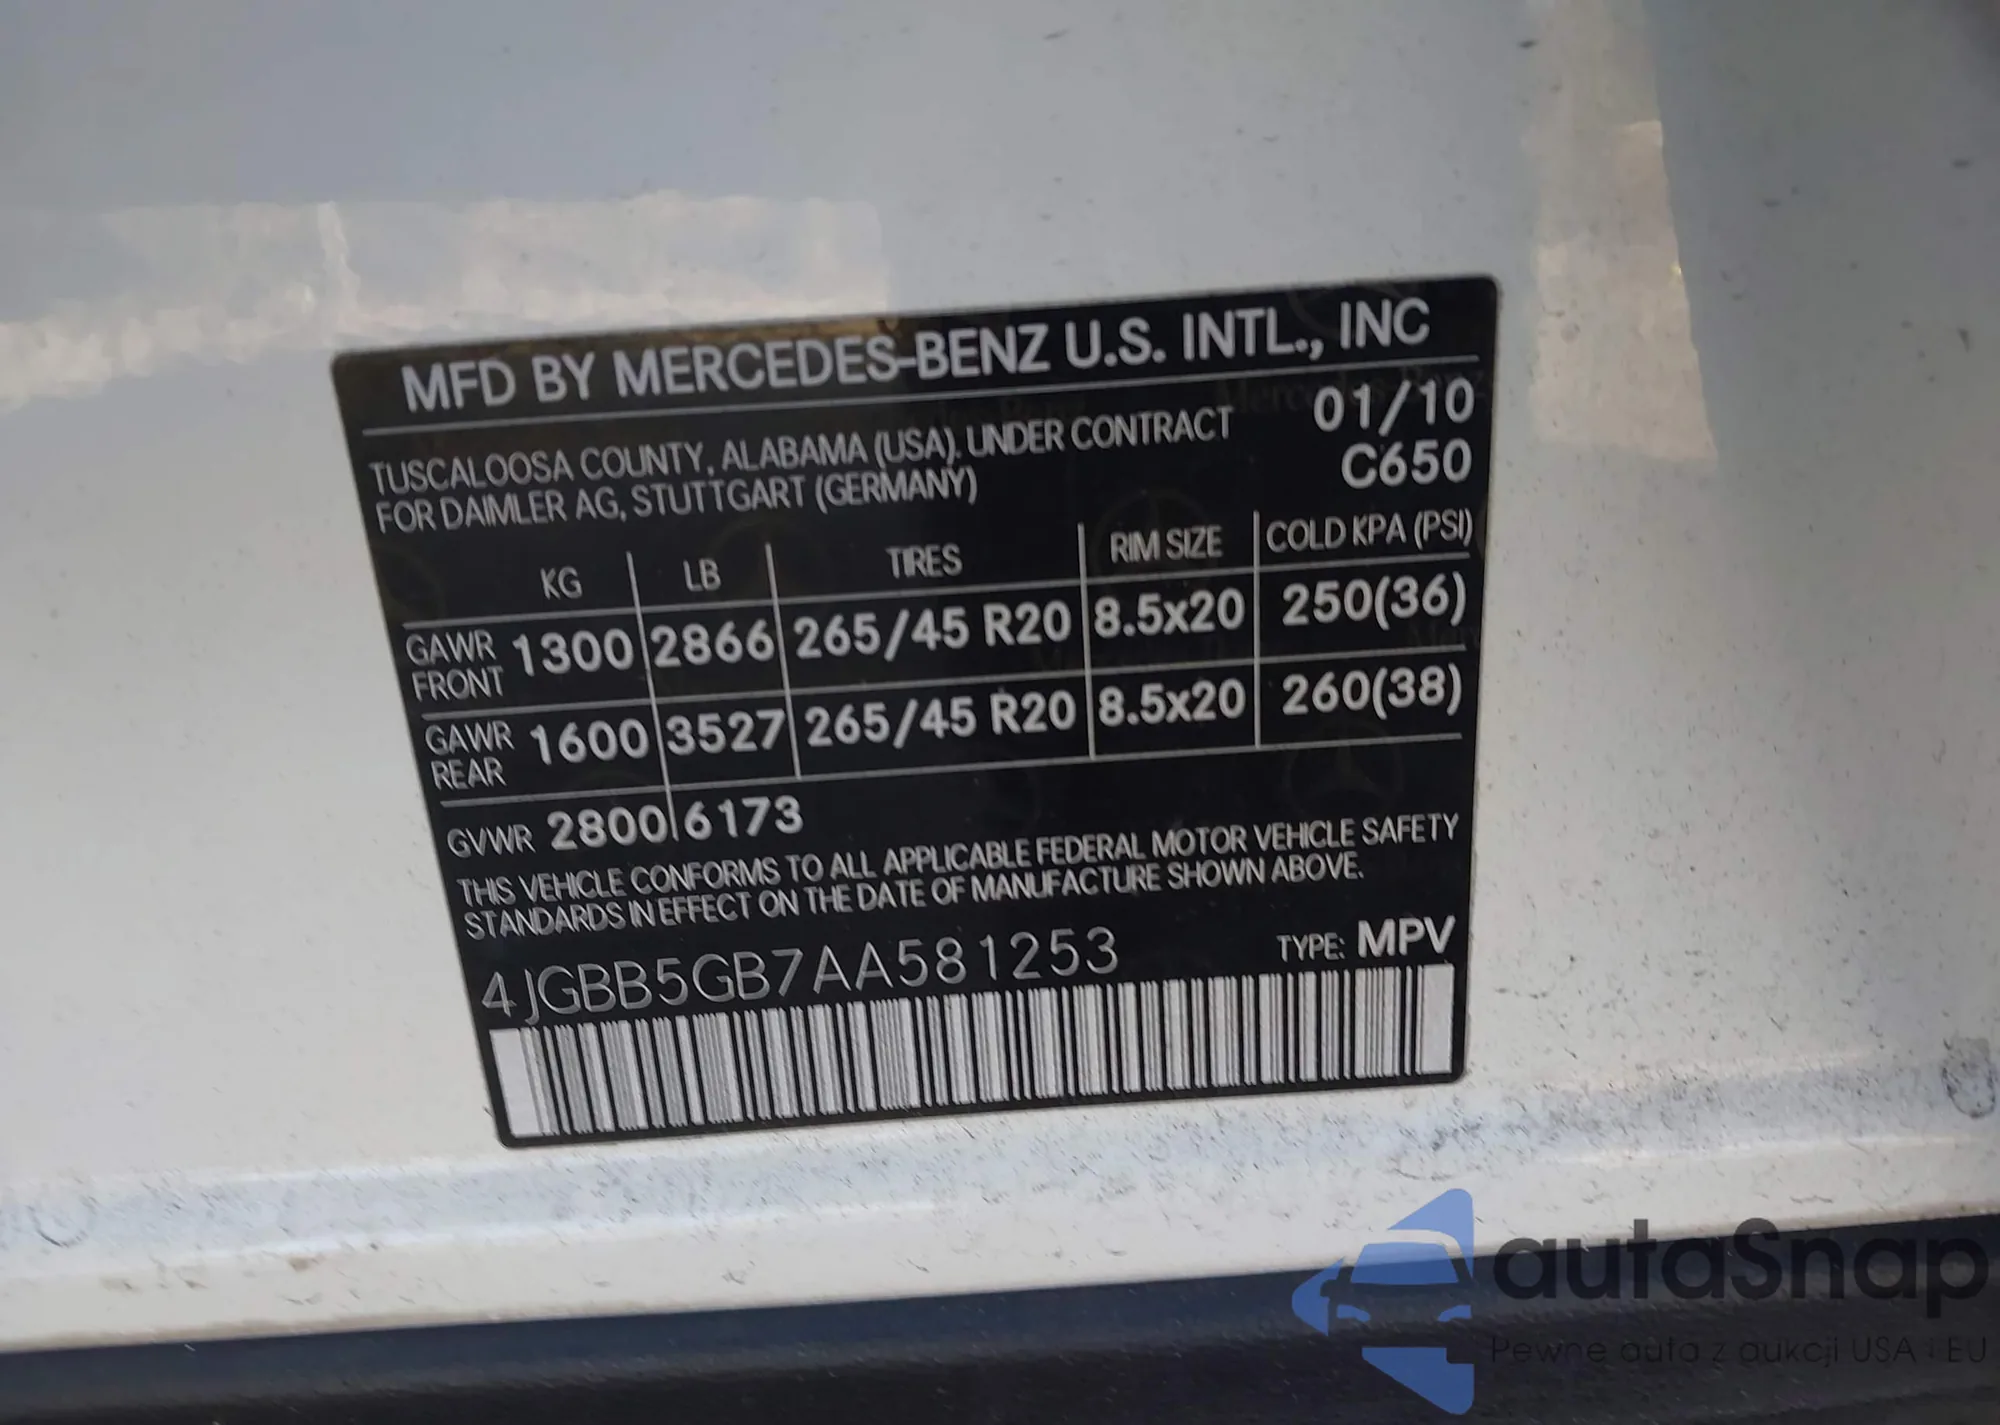 MFD BY MERCEDES-BENZ U.S. INTL., INC
TUSCALOOSA COUNTY, ALABAMA (USA). UNDER CONTRACT 01/10
FOR DAIMLER AG, STUTTGART (GERMANY) C650
KG LB TIRES RIM SIZE COLD KPA (PSI)
GAWR FRONT 1300 2866 265/45 R20 8.5x20 250(36)
GAWR REAR 1600 3527 265/45 R20 8.5x20 260(38)
GVWR 2800 6173
THIS VEHICLE CONFORMS TO ALL APPLICABLE FEDERAL MOTOR VEHICLE SAFETY
STANDARDS IN EFFECT ON THE DATE OF MANUFACTURE SHOWN ABOVE.
4JGBB5GB7AA581253 TYPE: MPV
autaSnap
Pewne auta z aukcji USA i EU